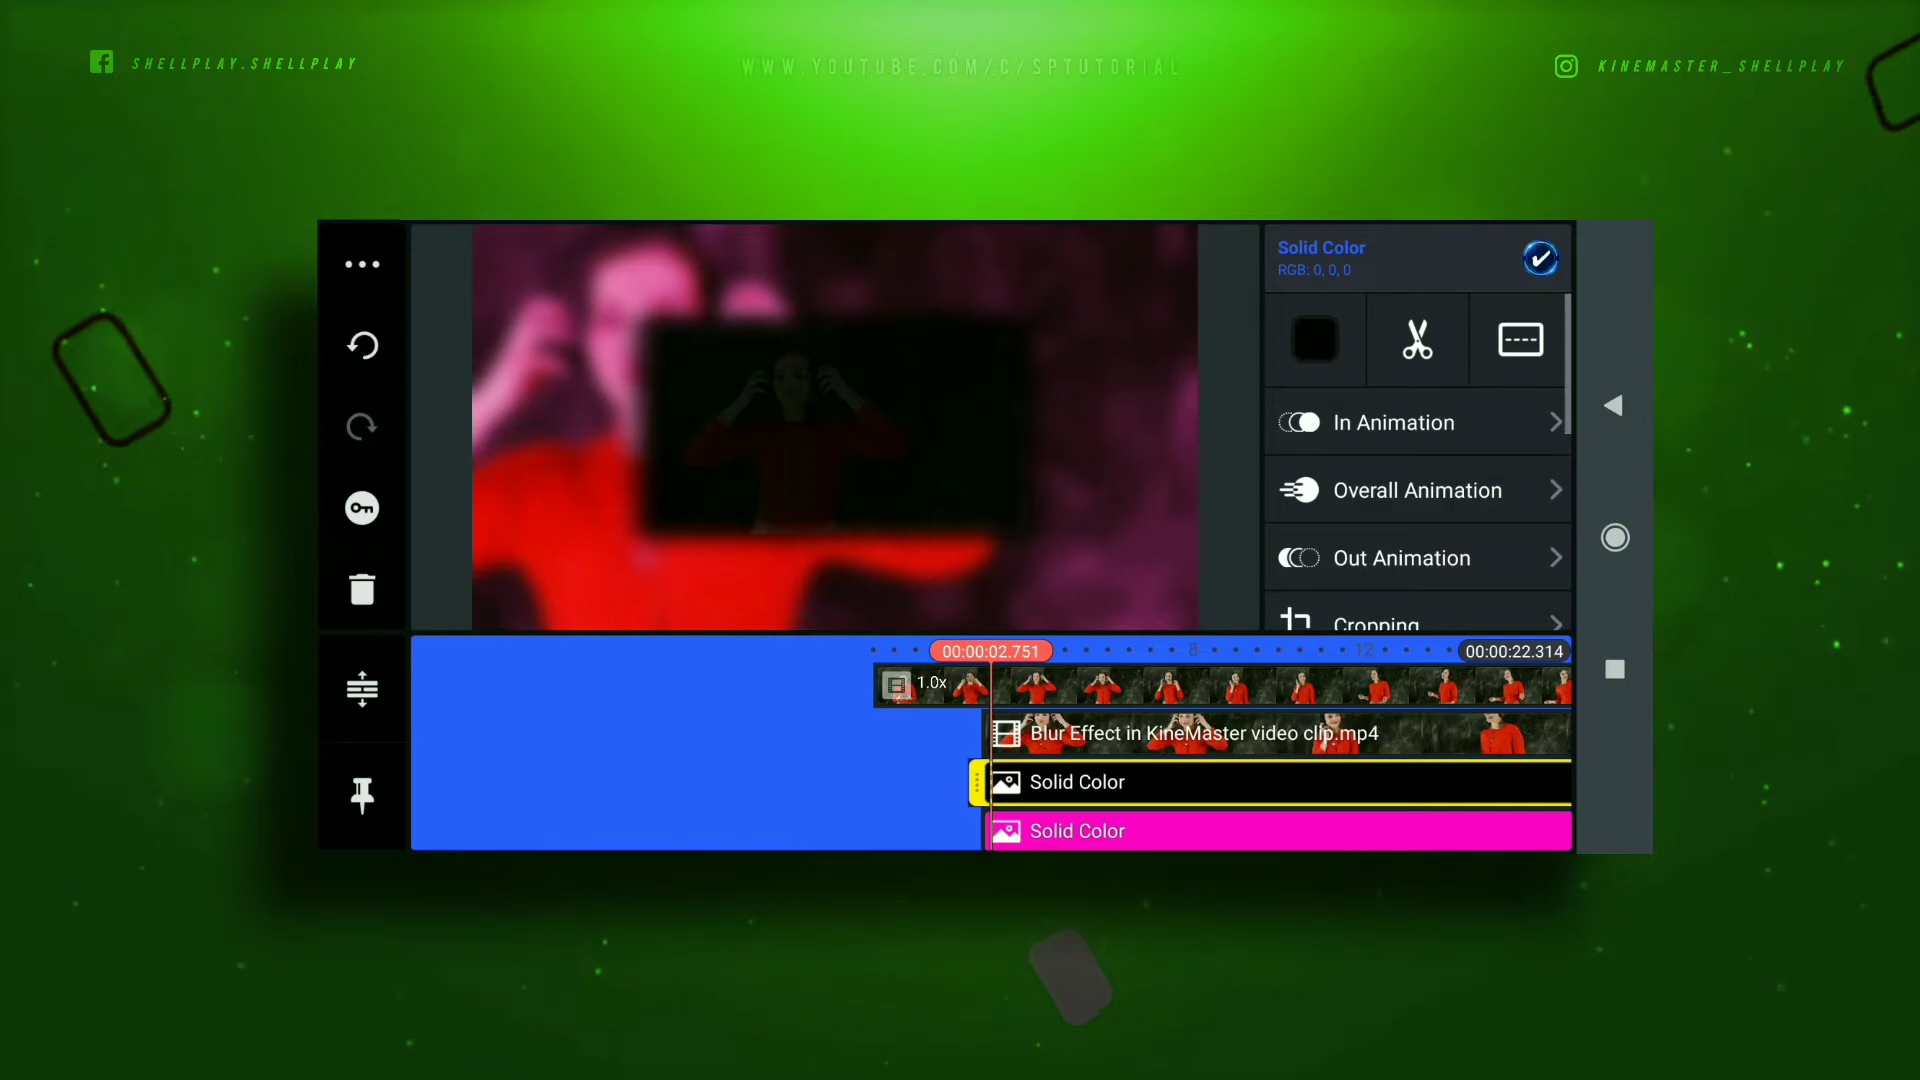 SHELLPLAY.SHELLPLAY
WWW.YOUTUBE.COM/C/SPTUTORIAL
KINEMASTER_SHELLPLAY
Solid Color
RGB: 0, 0, 0
In Animation
Overall Animation
Out Animation
Cropping
00:00:02.751
8
12
00:00:22.314
1.0x
Blur Effect in KineMaster video clip.mp4
Solid Color
Solid Color